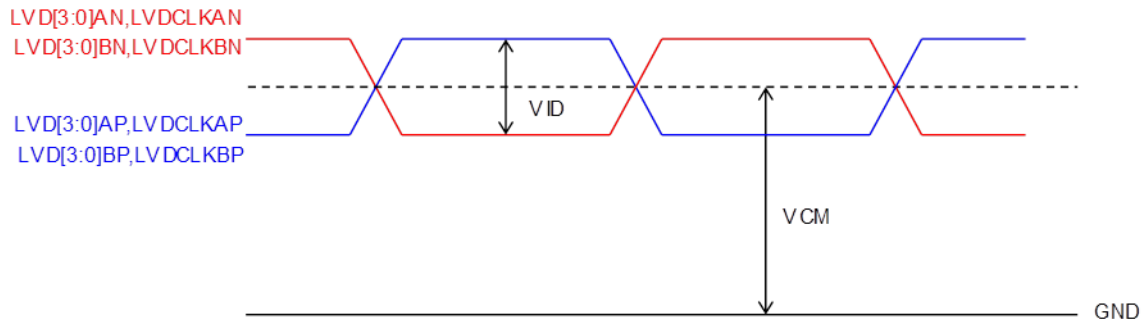 LVD[3:0]AN,LVDCLKAN
LVD[3:0]BN,LVDCLKBN
VID
LVD[3:0]AP,LVDCLKAP
LVD[3:0]BP,LVDCLKBP
VCM
GND